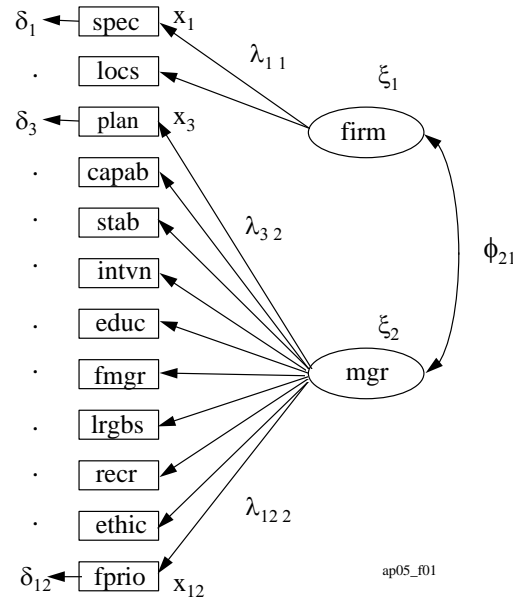 δ1 spec x1
λ1 1
locs
ξ1
δ3 plan x3
firm
capab
stab
λ3 2
ϕ21
intvn
educ
ξ2
fmgr
mgr
lrgbs
recr
ethic
λ12 2
δ12 fprio x12
ap05_f01